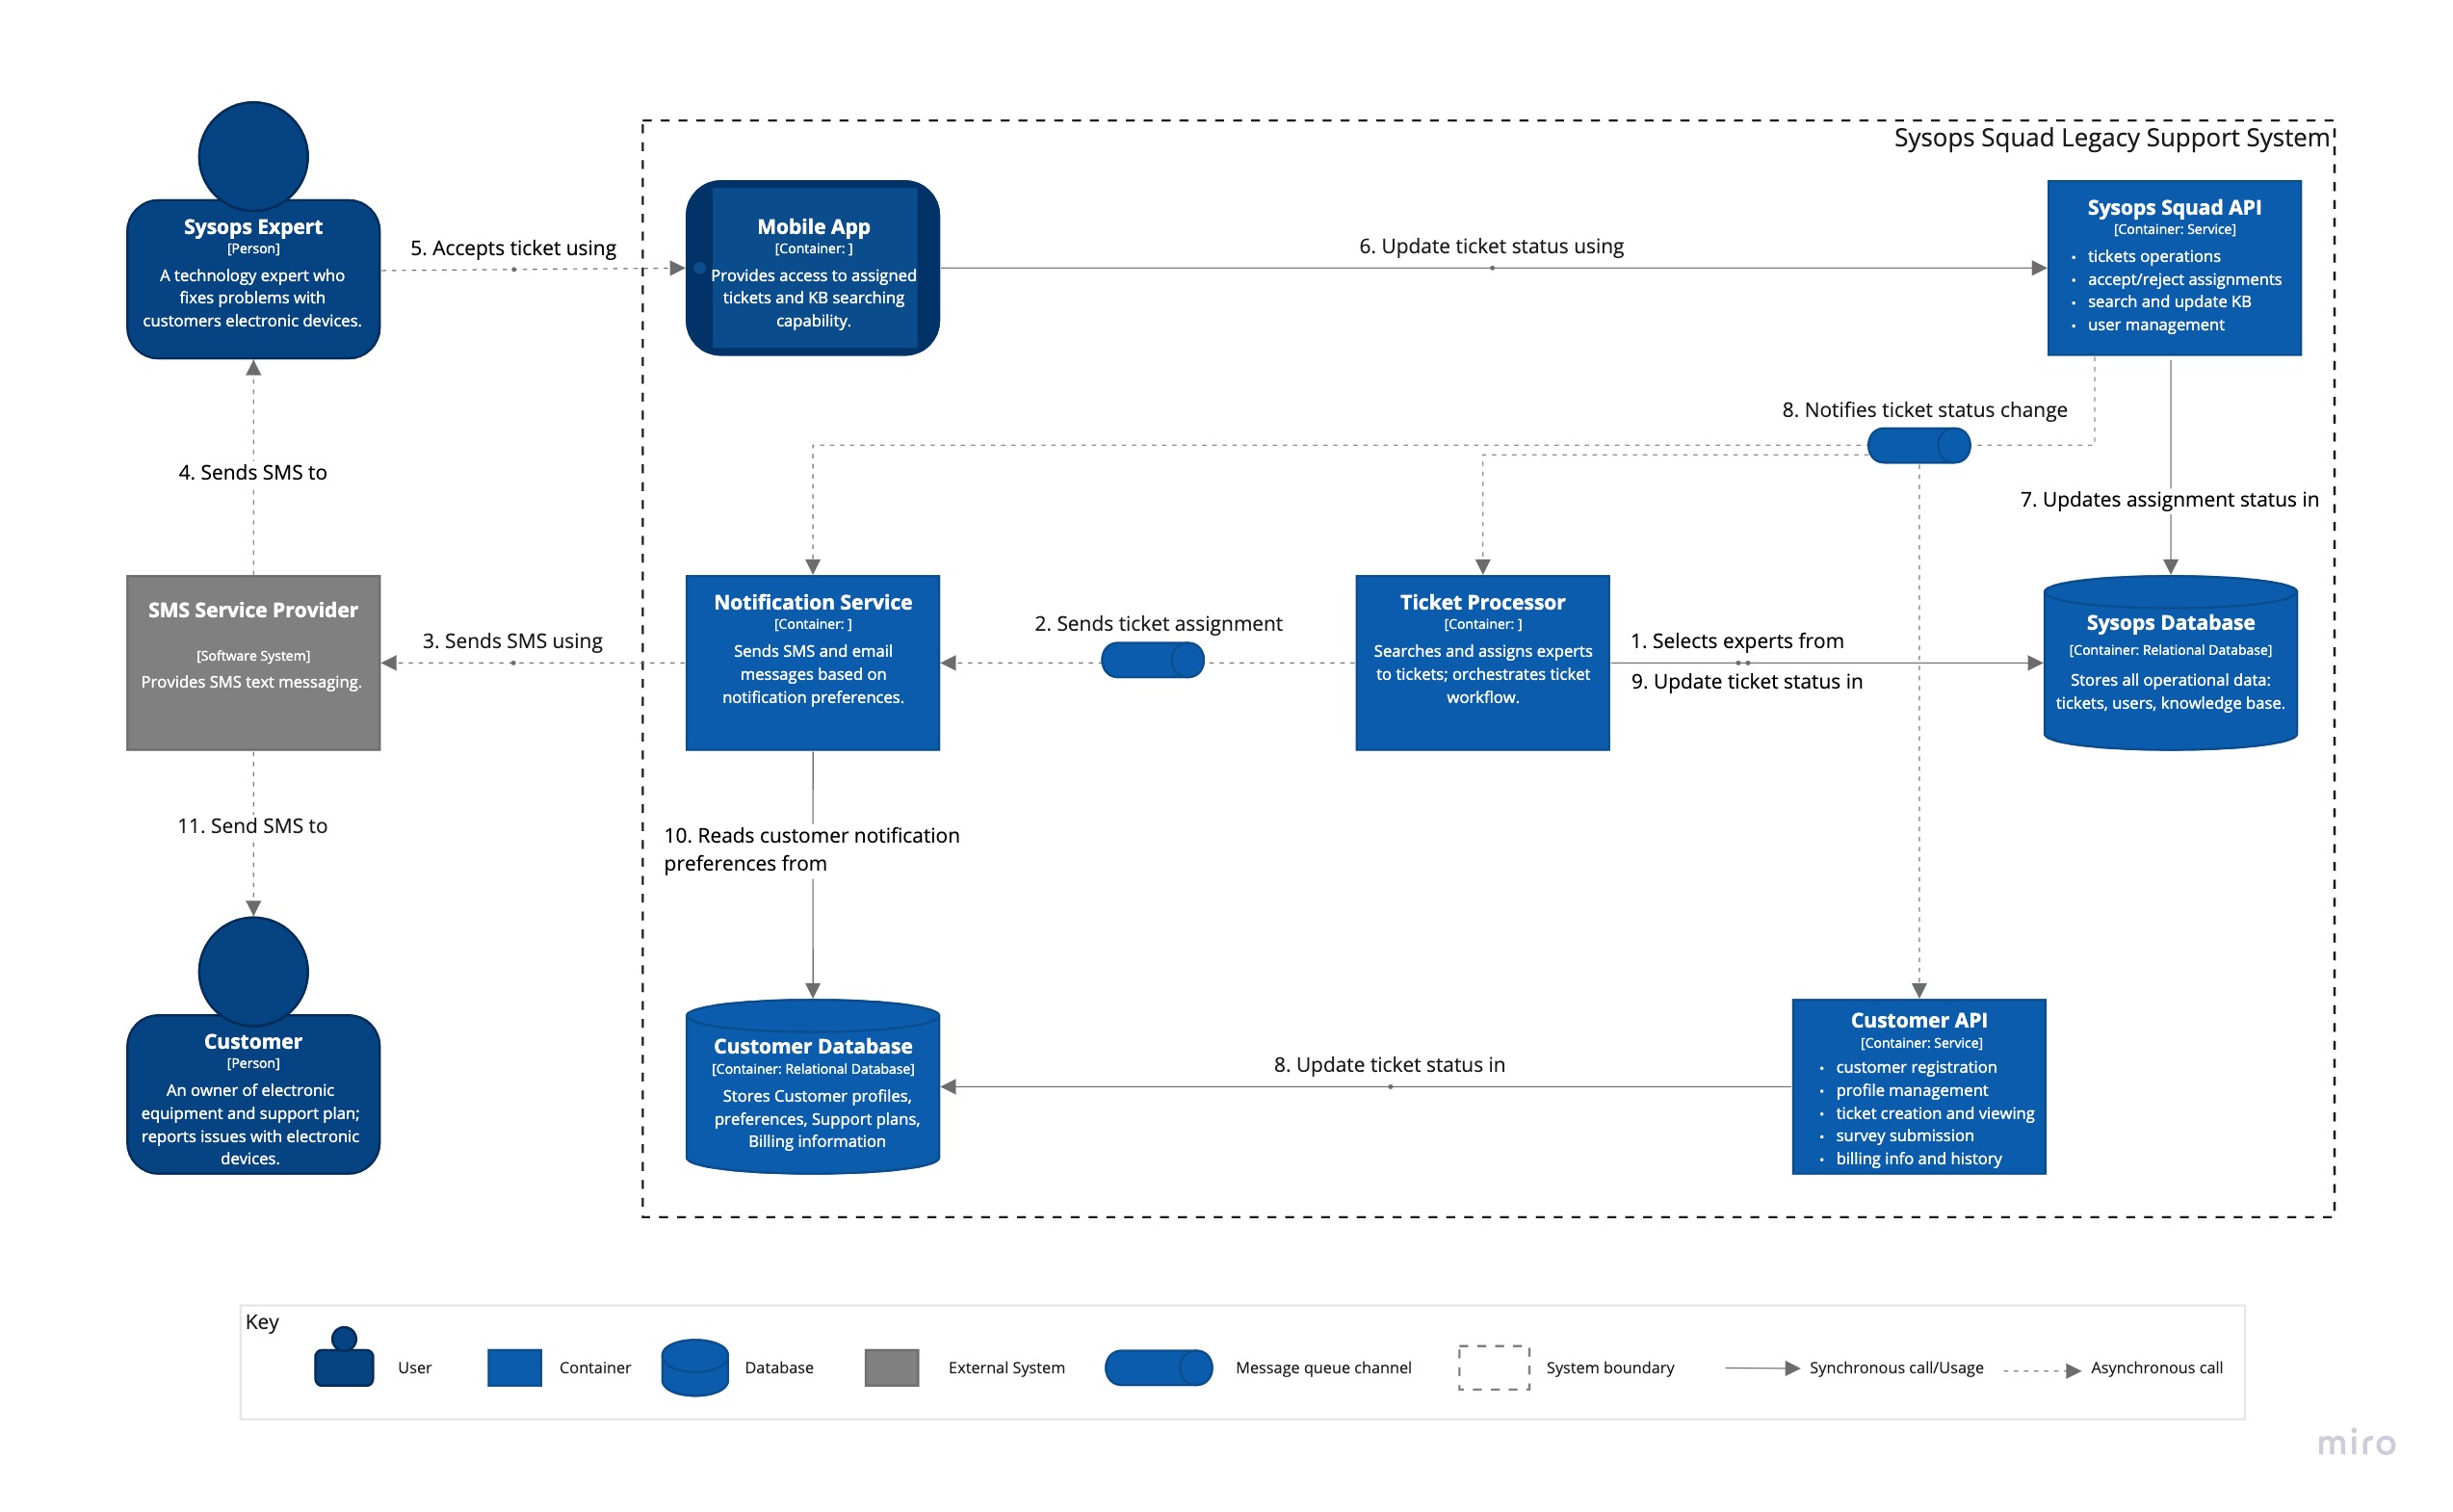 Sysops Squad Legacy Support System
Sysops Expert
[Person]
A technology expert who
fixes problems with
customers electronic devices.
5. Accepts ticket using
Mobile App
[Container: ]
Provides access to assigned
tickets and KB searching
capability.
6. Update ticket status using
Sysops Squad API
[Container: Service]
• tickets operations
• accept/reject assignments
• search and update KB
• user management
8. Notifies ticket status change
4. Sends SMS to
7. Updates assignment status in
SMS Service Provider
[Software System]
Provides SMS text messaging.
3. Sends SMS using
Notification Service
[Container: ]
Sends SMS and email
messages based on
notification preferences.
2. Sends ticket assignment
Ticket Processor
[Container: ]
Searches and assigns experts
to tickets; orchestrates ticket
workflow.
1. Selects experts from
9. Update ticket status in
Sysops Database
[Container: Relational Database]
Stores all operational data:
tickets, users, knowledge base.
11. Send SMS to
10. Reads customer notification
preferences from
Customer
[Person]
An owner of electronic
equipment and support plan;
reports issues with electronic
devices.
Customer Database
[Container: Relational Database]
Stores Customer profiles,
preferences, Support plans,
Billing information
8. Update ticket status in
Customer API
[Container: Service]
• customer registration
• profile management
• ticket creation and viewing
• survey submission
• billing info and history
Key
User
Container
Database
External System
Message queue channel
System boundary
Synchronous call/Usage
Asynchronous call
miro